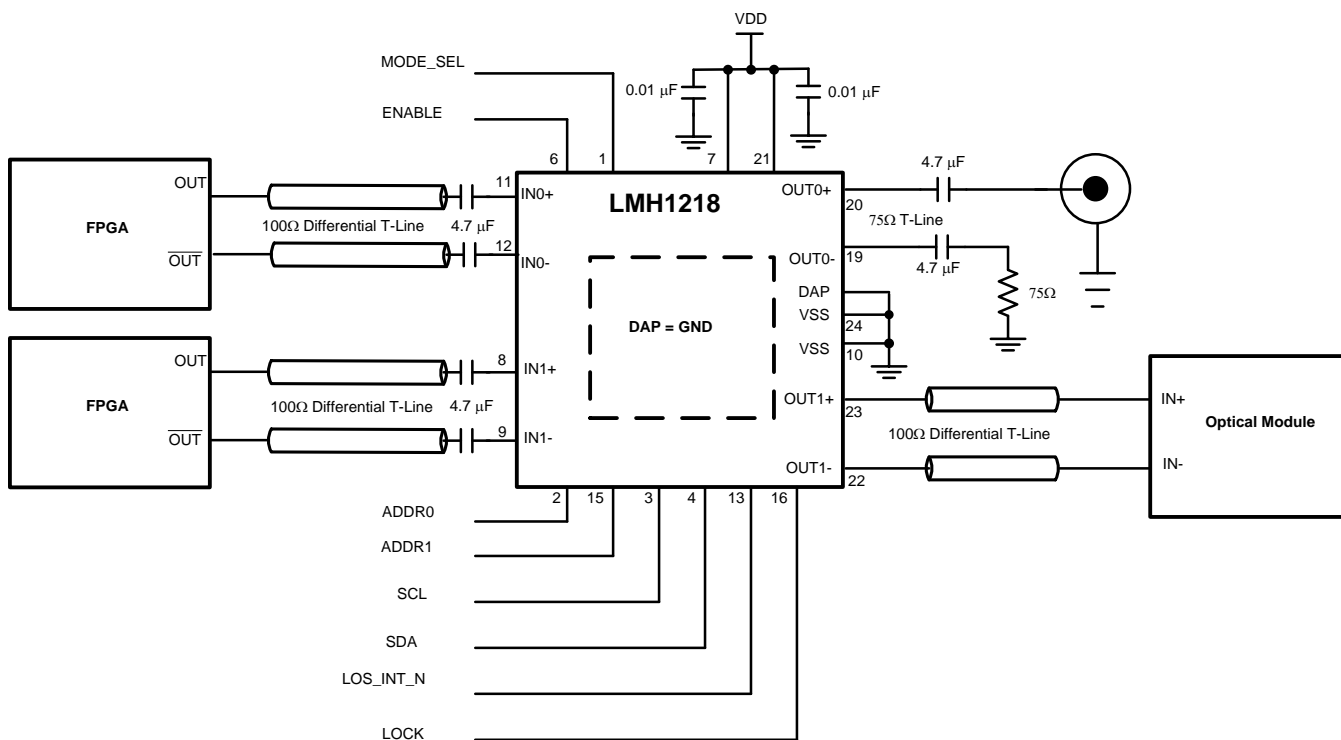 VDD
MODE_SEL
0.01 µF
0.01 µF
ENABLE
6
1
7
21
4.7 µF
OUT
11
IN0+
LMH1218
OUT0+
20
FPGA
100Ω Differential T-Line
4.7 µF
75Ω T-Line
OUT
12
IN0-
OUT0-
19
4.7 µF
DAP
75Ω
DAP = GND
VSS
24
VSS
10
OUT
8
IN1+
OUT1+
23
IN+
FPGA
100Ω Differential T-Line
4.7 µF
100Ω Differential T-Line
Optical Module
OUT
9
IN1-
OUT1-
22
IN-
2
15
3
4
13
16
ADDR0
ADDR1
SCL
SDA
LOS_INT_N
LOCK